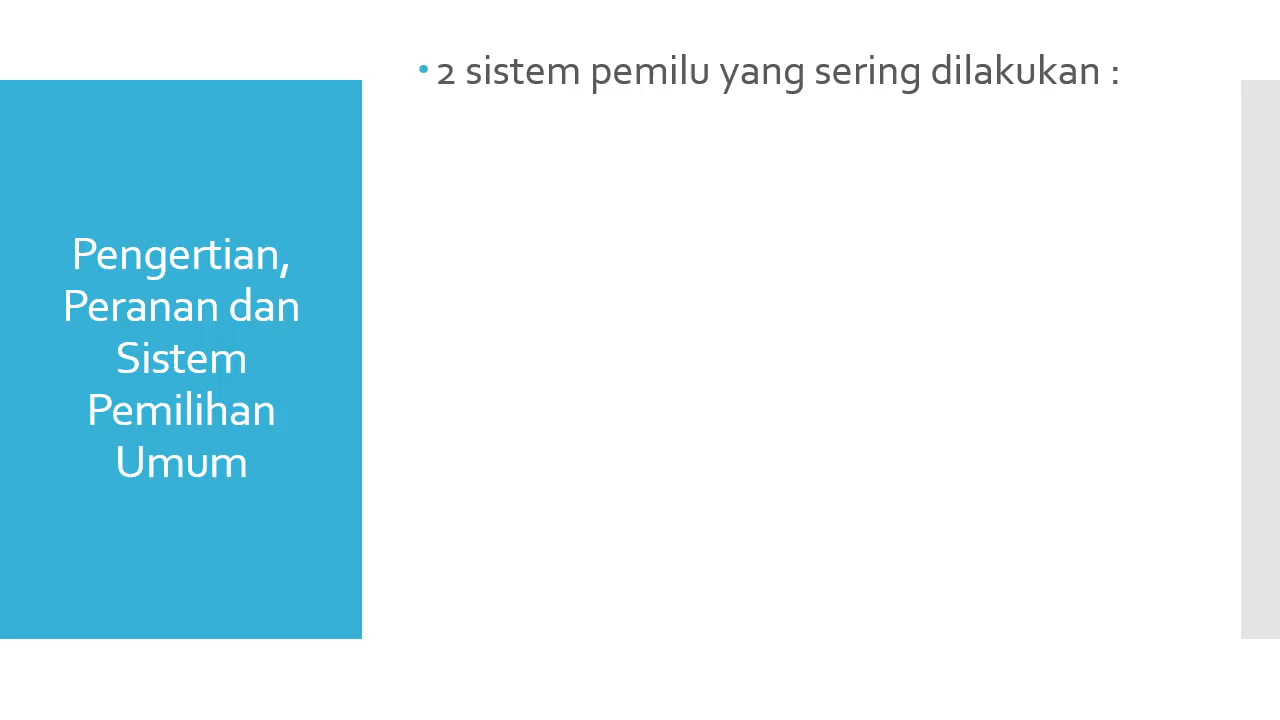 Pengertian,
Peranan dan
Sistem
Pemilihan
Umum
• 2 sistem pemilu yang sering dilakukan :